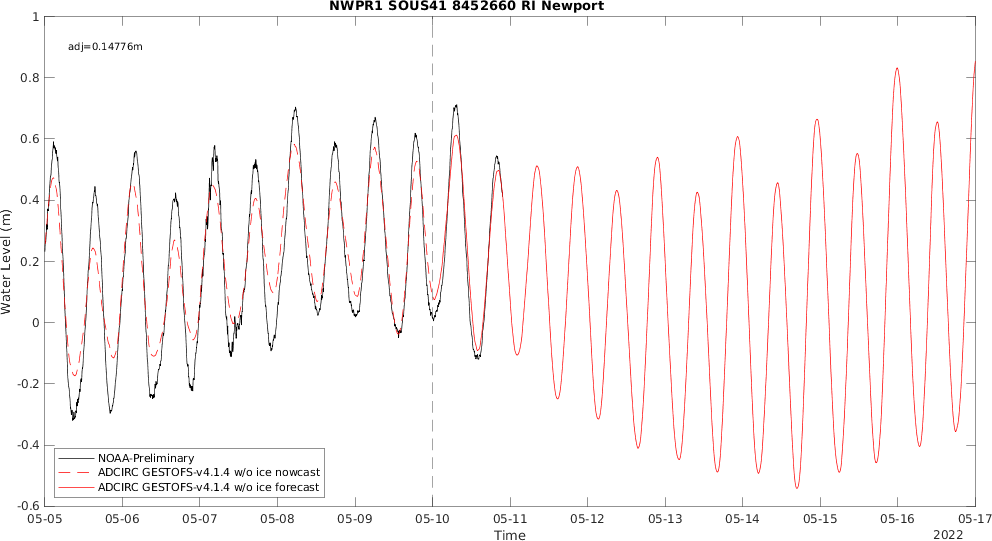 NWPR1 SOUS41 8452660 RI Newport
adj=0.14776m
Water Level (m)
1
0.8
0.6
0.4
0.2
0
-0.2
-0.4
-0.6
NOAA-Preliminary
ADCIRC GESTOFS-v4.1.4 w/o ice nowcast
ADCIRC GESTOFS-v4.1.4 w/o ice forecast
05-05 05-06 05-07 05-08 05-09 05-10 05-11 05-12 05-13 05-14 05-15 05-16 05-17
Time
2022